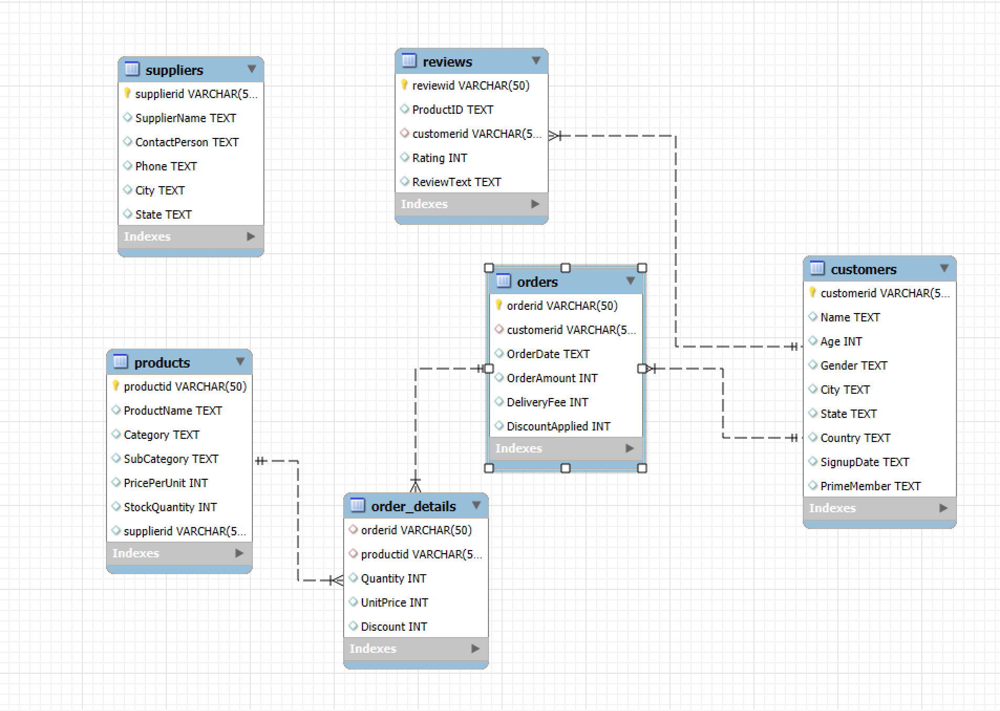 suppliers
supplierid VARCHAR(5...
SupplierName TEXT
ContactPerson TEXT
Phone TEXT
City TEXT
State TEXT
Indexes
reviews
reviewid VARCHAR(50)
ProductID TEXT
customerid VARCHAR(5...
Rating INT
ReviewText TEXT
Indexes
orders
orderid VARCHAR(50)
customerid VARCHAR(5...
OrderDate TEXT
OrderAmount INT
DeliveryFee INT
DiscountApplied INT
Indexes
customers
customerid VARCHAR(5...
Name TEXT
Age INT
Gender TEXT
City TEXT
State TEXT
Country TEXT
SignupDate TEXT
PrimeMember TEXT
Indexes
products
productid VARCHAR(50)
ProductName TEXT
Category TEXT
SubCategory TEXT
PricePerUnit INT
StockQuantity INT
supplierid VARCHAR(5...
Indexes
order_details
orderid VARCHAR(50)
productid VARCHAR(5...
Quantity INT
UnitPrice INT
Discount INT
Indexes